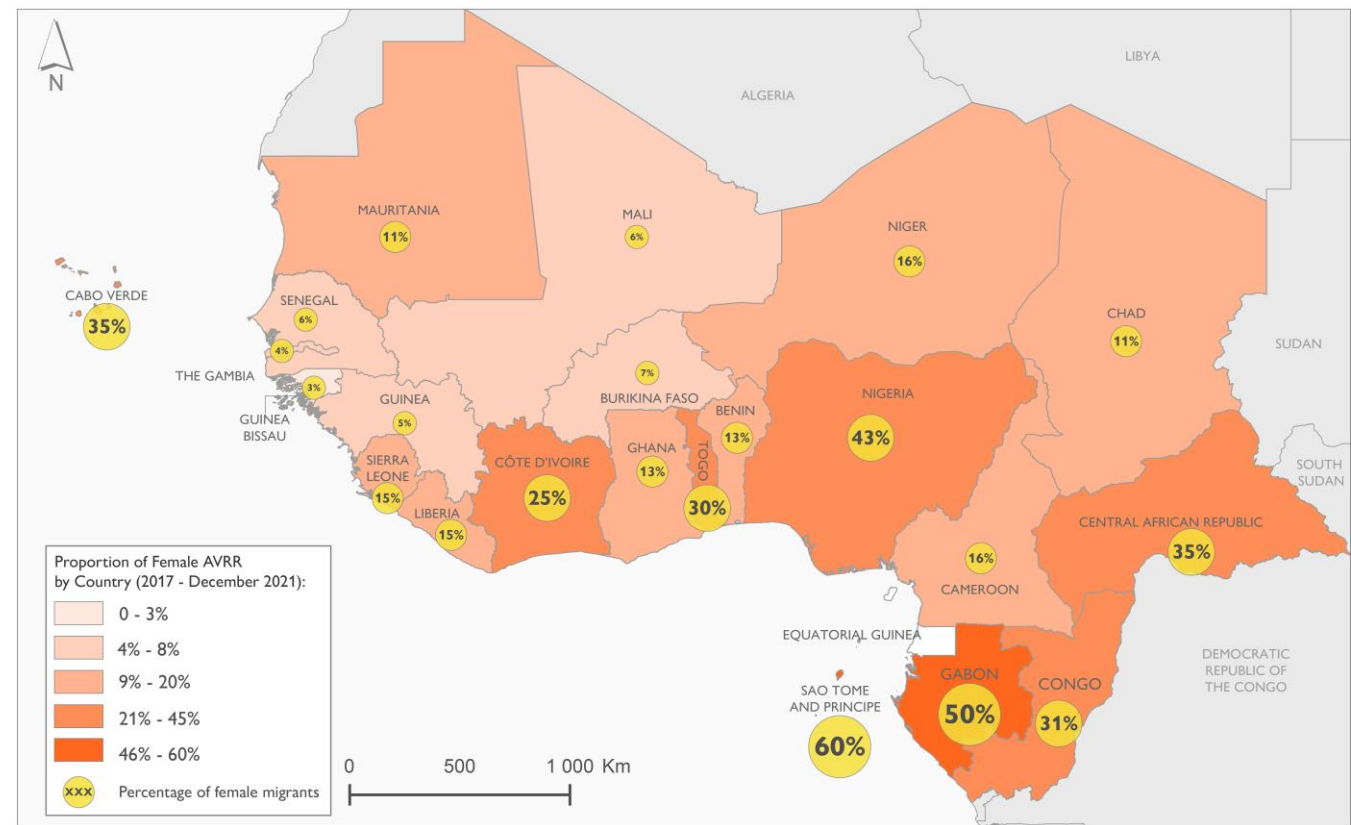 N
LIBYA
ALGERIA
MAURITANIA
11%
MALI
6%
NIGER
16%
CABO VERDE
35%
SENEGAL
6%
CHAD
11%
SUDAN
4%
THE GAMBIA
3%
GUINEA
BISSAU
GUINEA
5%
7%
BURIKINA FASO
BENIN
13%
NIGERIA
43%
SIERRA
LEONE
15%
LIBERIA
15%
CÔTE D'IVOIRE
25%
GHANA
13%
TOGO
30%
SOUTH
SUDAN
CENTRAL AFRICAN REPUBLIC
35%
16%
CAMEROON
EQUATORIAL GUINEA
SAO TOME
AND PRINCIPE
60%
GABON
50%
CONGO
31%
DEMOCRATIC
REPUBLIC OF
THE CONGO
Proportion of Female AVRR
by Country (2017 - December 2021):
0 - 3%
4% - 8%
9% - 20%
21% - 45%
46% - 60%
xxx Percentage of female migrants
0 500 1 000 Km